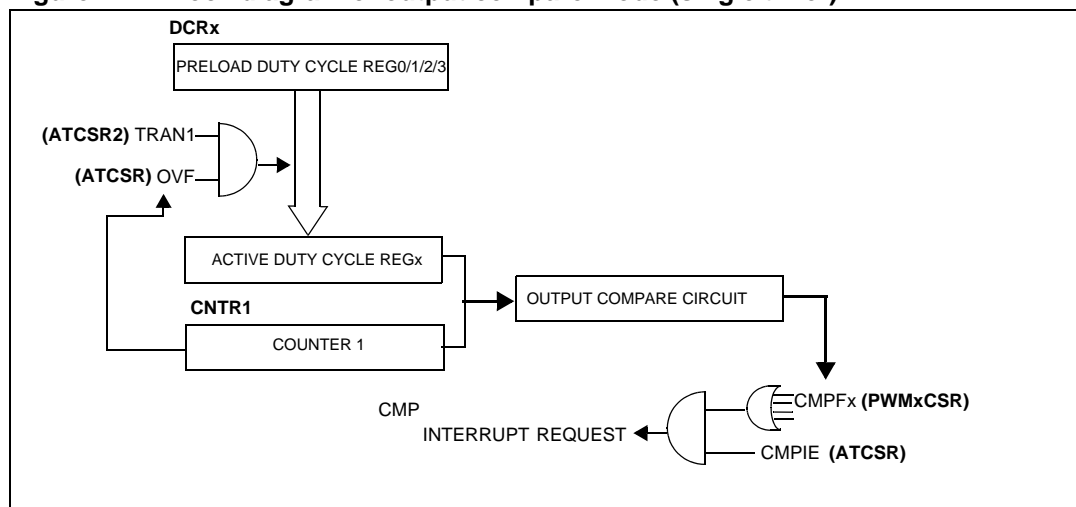 DCRx
PRELOAD DUTY CYCLE REG0/1/2/3
(ATCSR2) TRAN1
(ATCSR) OVF
ACTIVE DUTY CYCLE REGx
OUTPUT COMPARE CIRCUIT
CNTR1
COUNTER 1
CMPFx (PWMxCSR)
CMP
INTERRUPT REQUEST
CMPIE (ATCSR)